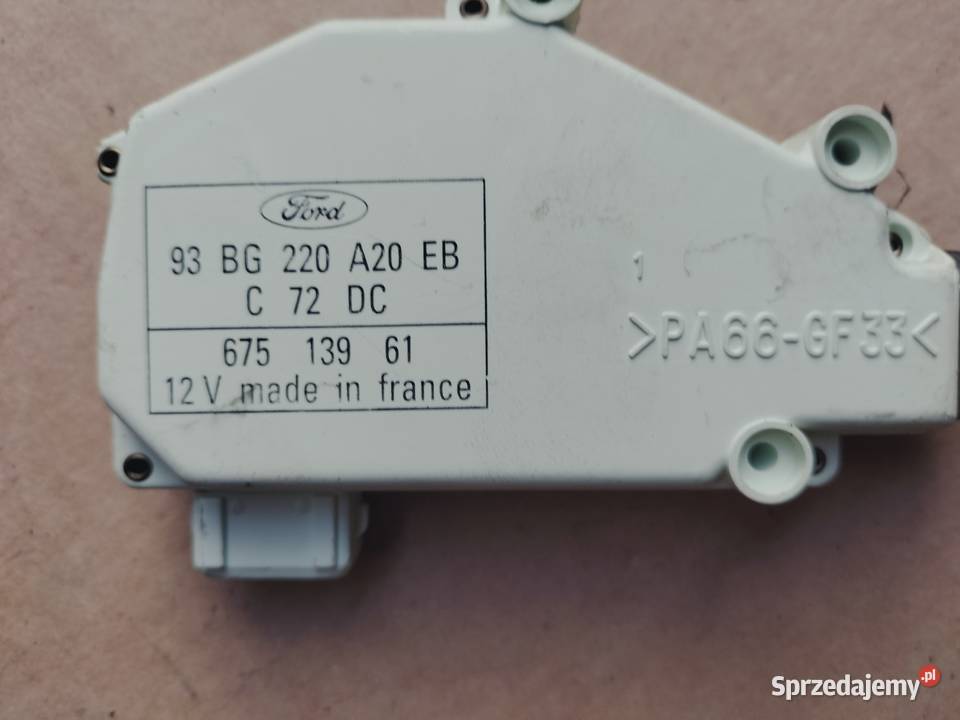 Ford
93 BG 220 A20 EB
C 72 DC
675 139 61
12 V made in france
1
>PA66-GF33<
Sprzedajemy.pl